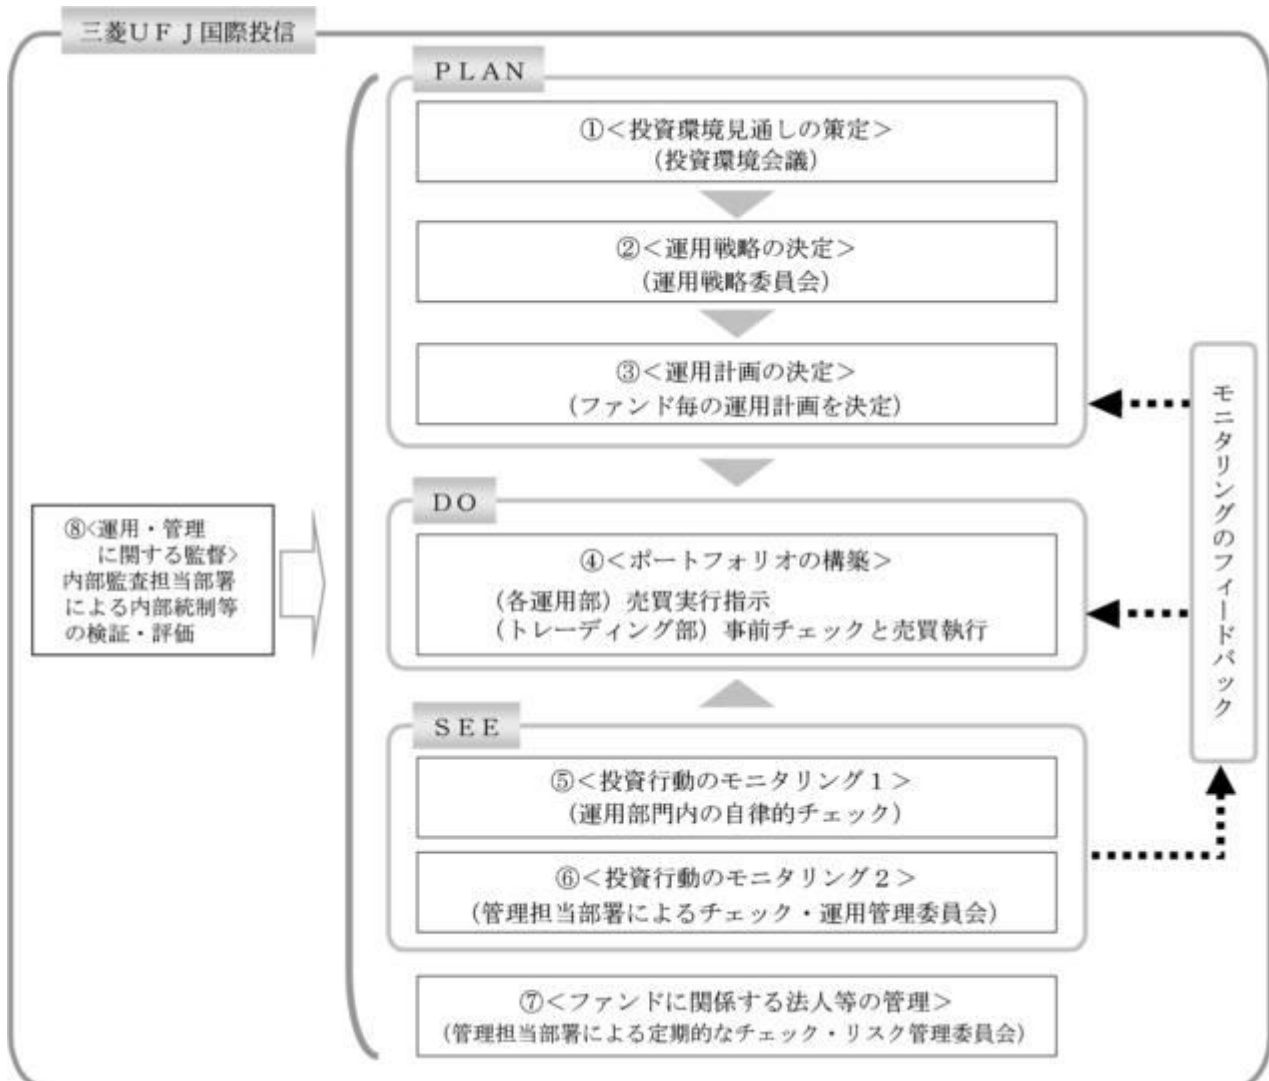 三菱ＵＦＪ国際投信
ＰＬＡＮ
①＜投資環境見通しの策定＞
（投資環境会議）
②＜運用戦略の決定＞
（運用戦略委員会）
③＜運用計画の決定＞
（ファンド毎の運用計画を決定）
ＤＯ
④＜ポートフォリオの構築＞
（各運用部）売買実行指示
（トレーディング部）事前チェックと売買執行
ＳＥＥ
⑤＜投資行動のモニタリング１＞
（運用部門内の自律的チェック）
⑥＜投資行動のモニタリング２＞
（管理担当部署によるチェック・運用管理委員会）
⑦＜ファンドに関係する法人等の管理＞
（管理担当部署による定期的なチェック・リスク管理委員会）
⑧<運用・管理
に関する監督>
内部監査担当部署
による内部統制等
の検証・評価
モニタリングのフィードバック